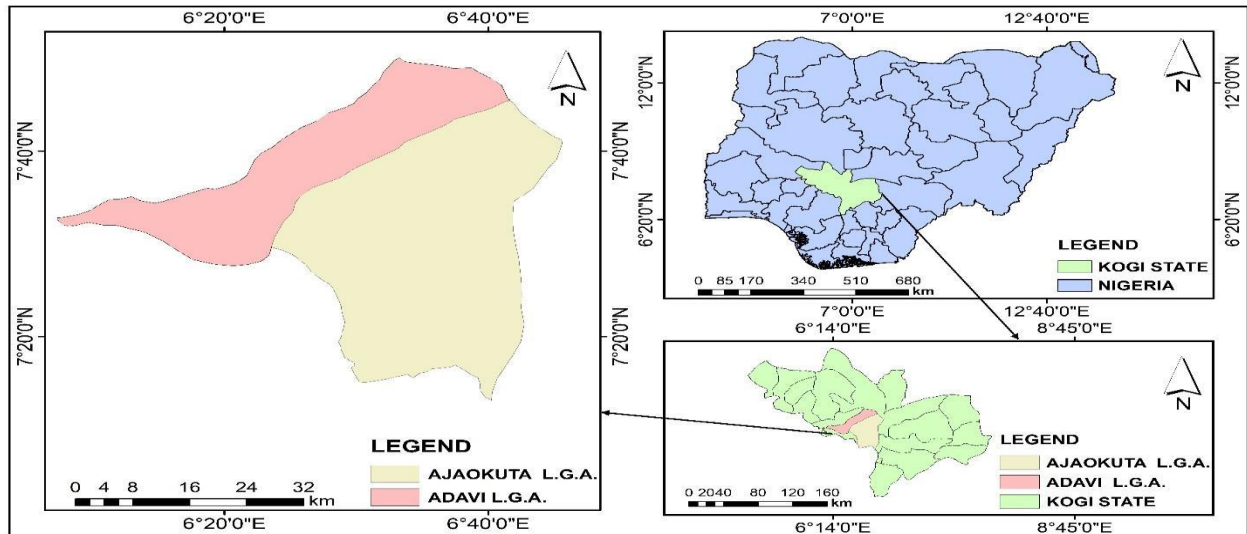 6°20'0"E 6°40'0"E
N
7°40'0"N 7°40'0"N
7°20'0"N 7°20'0"N
LEGEND
AJAOKUTA L.G.A.
ADAVI L.G.A.
0 4 8 16 24 32
km
6°20'0"E 6°40'0"E
7°0'0"E 12°40'0"E
N
12°0'0"N 12°0'0"N
6°20'0"N 6°20'0"N
LEGEND
KOGI STATE
NIGERIA
0 85 170 340 510 680
km
7°0'0"E 12°40'0"E
6°14'0"E 8°45'0"E
N
LEGEND
AJAOKUTA L.G.A.
ADAVI L.G.A.
KOGI STATE
0 20 40 80 120 160
km
6°14'0"E 8°45'0"E